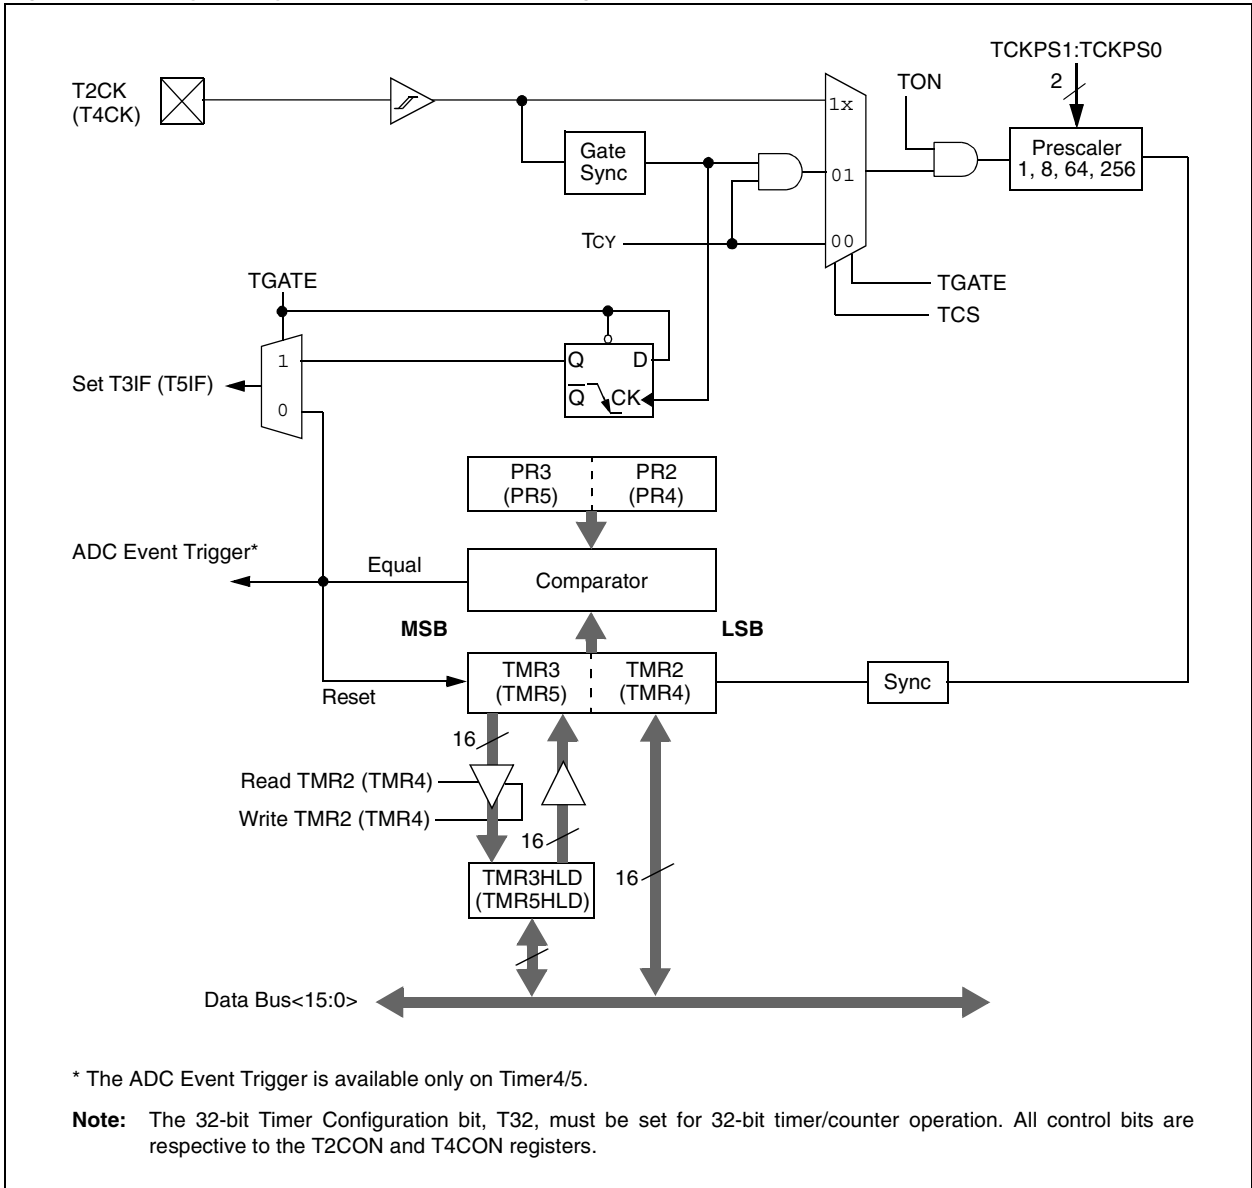 TCKPS1:TCKPS0
2
TON
T2CK
(T4CK)
1x
Gate
Sync
Prescaler
1, 8, 64, 256
01
TCY
00
TGATE
TGATE
TCS
1
Q
D
Set T3IF (T5IF)
Q
CK
0
PR3
(PR5)
PR2
(PR4)
ADC Event Trigger*
Equal
Comparator
MSB
LSB
TMR3
(TMR5)
TMR2
(TMR4)
Sync
Reset
16
Read TMR2 (TMR4)
Write TMR2 (TMR4)
16
TMR3HLD
(TMR5HLD)
16
Data Bus<15:0>
* The ADC Event Trigger is available only on Timer4/5.
Note: The 32-bit Timer Configuration bit, T32, must be set for 32-bit timer/counter operation. All control bits are
respective to the T2CON and T4CON registers.